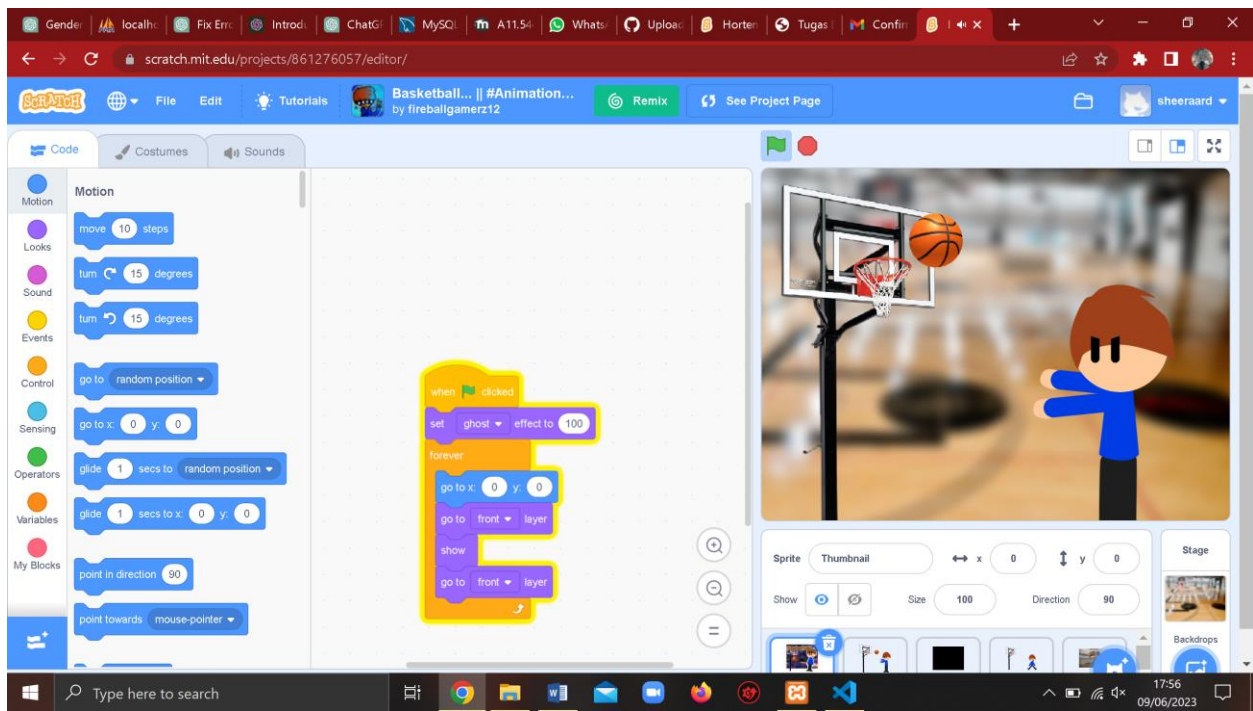 Gender
localho
Fix Erro
Introdu
ChatGP
MySQL
A11.54
Whats
Upload
Horten
Tugas
Confirm
scratch.mit.edu/projects/861276057/editor/
SCRATCH
File
Edit
Tutorials
Basketball... || #Animation...
by fireballgamerz12
Remix
See Project Page
sheeraard
Code
Costumes
Sounds
Motion
Looks
Sound
Events
Control
Sensing
Operators
Variables
My Blocks
Motion
move 10 steps
turn 15 degrees
turn 15 degrees
go to random position
go to x: 0 y: 0
glide 1 secs to random position
glide 1 secs to x: 0 y: 0
point in direction 90
point towards mouse-pointer
when clicked
set ghost effect to 100
forever
go to x: 0 y: 0
go to front layer
show
go to front layer
Sprite Thumbnail x 0 y 0
Show Size 100 Direction 90
Stage
Backdrops
Type here to search
17:56
09/06/2023